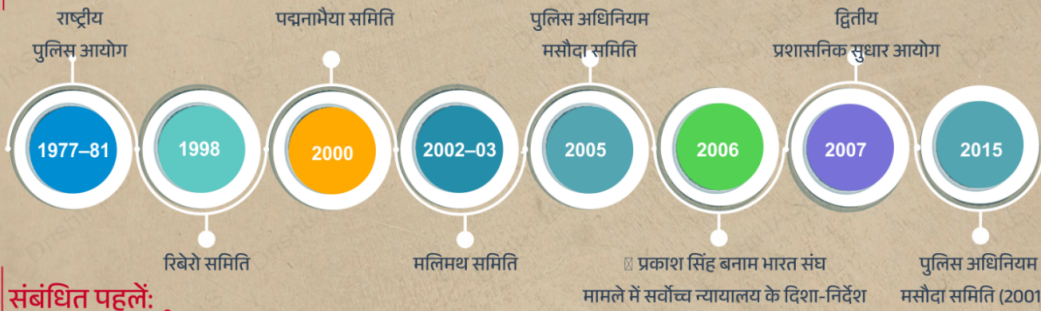 राष्ट्रीय
पुलिस आयोग
पद्मनाभैया समिति
पुलिस अधिनियम
मसौदा समिति
द्वितीय
प्रशासनिक सुधार आयोग
1977–81
1998
2000
2002–03
2005
2006
2007
2015
रिबेरो समिति
मलिमथ समिति
प्रकाश सिंह बनाम भारत संघ
मामले में सर्वोच्च न्यायालय के दिशा-निर्देश
पुलिस अधिनियम
मसौदा समिति (2001
संबंधित पहलें: